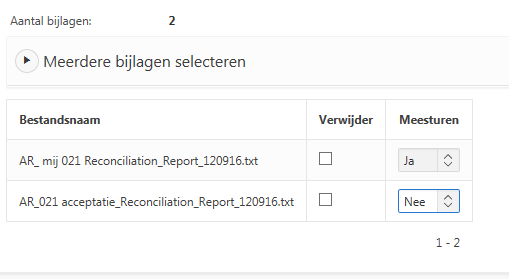 Aantal bijlagen: 2
Meerdere bijlagen selecteren
Bestandsnaam Verwijder Meesturen
AR_ mij 021 Reconciliation_Report_120916.txt Ja
AR_021 acceptatie_Reconciliation_Report_120916.txt Nee
1 - 2